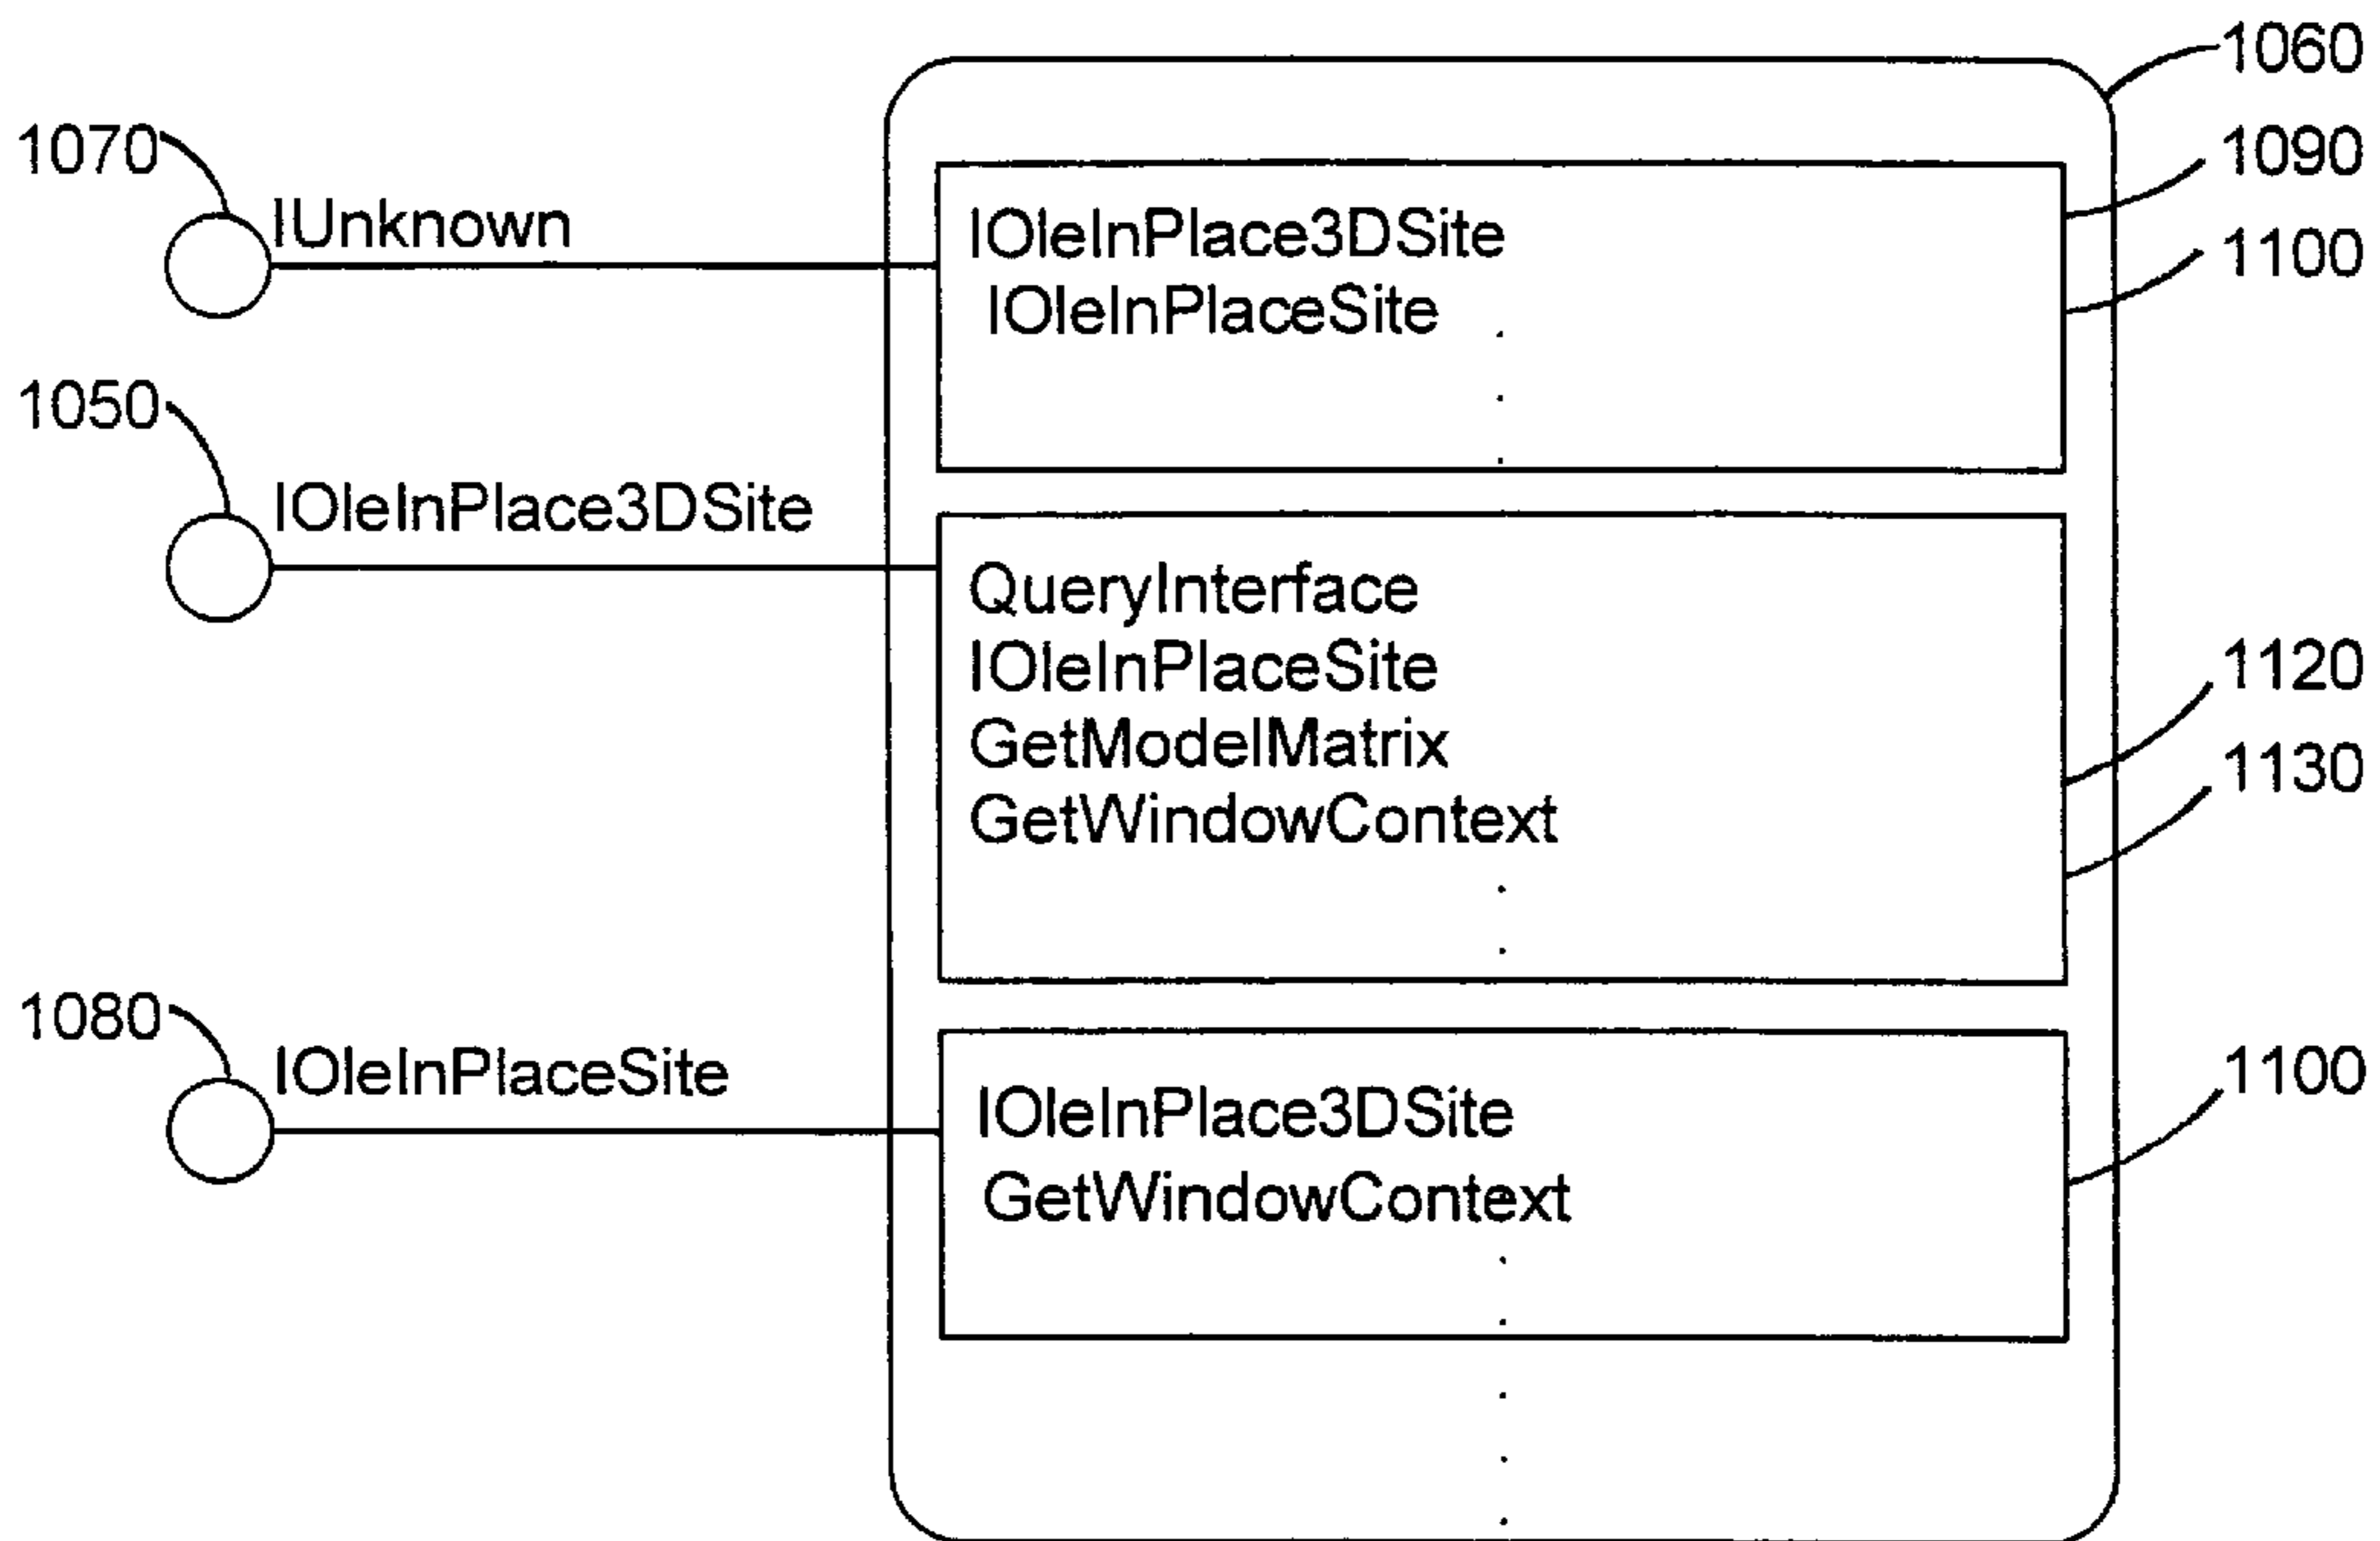 1060
1070
1090
IUnknown
IOleInPlace3DSite
1100
IOleInPlaceSite
1050
IOleInPlace3DSite
QueryInterface
IOleInPlaceSite
1120
GetModelMatrix
1130
GetWindowContext
1080
IOleInPlaceSite
1100
IOleInPlace3DSite
GetWindowContext